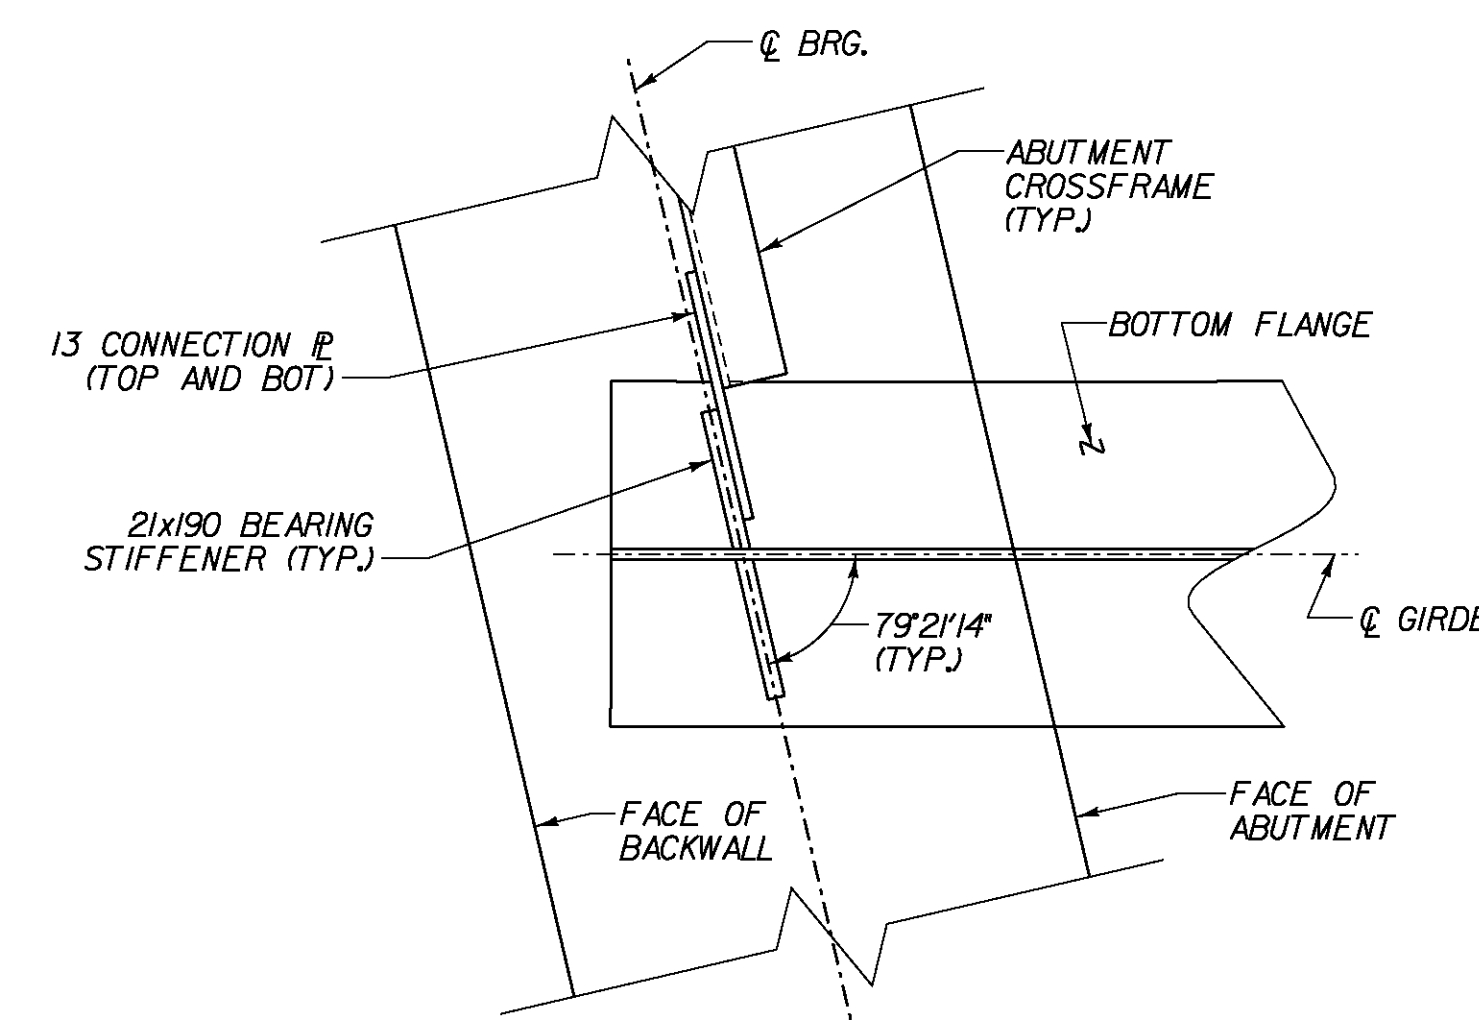 ℄ BRG.
ABUTMENT
CROSSFRAME
(TYP.)
13 CONNECTION ⅊
(TOP AND BOT)
BOTTOM FLANGE
21x190 BEARING
STIFFENER (TYP.)
79°21'14"
(TYP.)
℄ GIRDE
FACE OF
BACKWALL
FACE OF
ABUTMENT